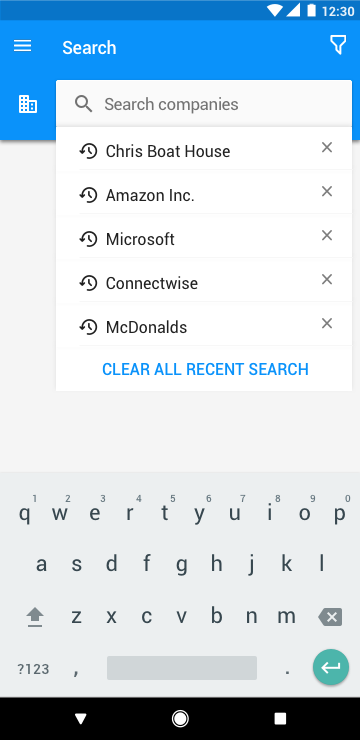 12:30
Search
Search companies
Chris Boat House
Amazon Inc.
Microsoft
Connectwise
McDonalds
CLEAR ALL RECENT SEARCH
1 2 3 4 5 6 7 8 9 0
q w e r t y u i o p
a s d f g h j k l
z x c v b n m
?123 , .